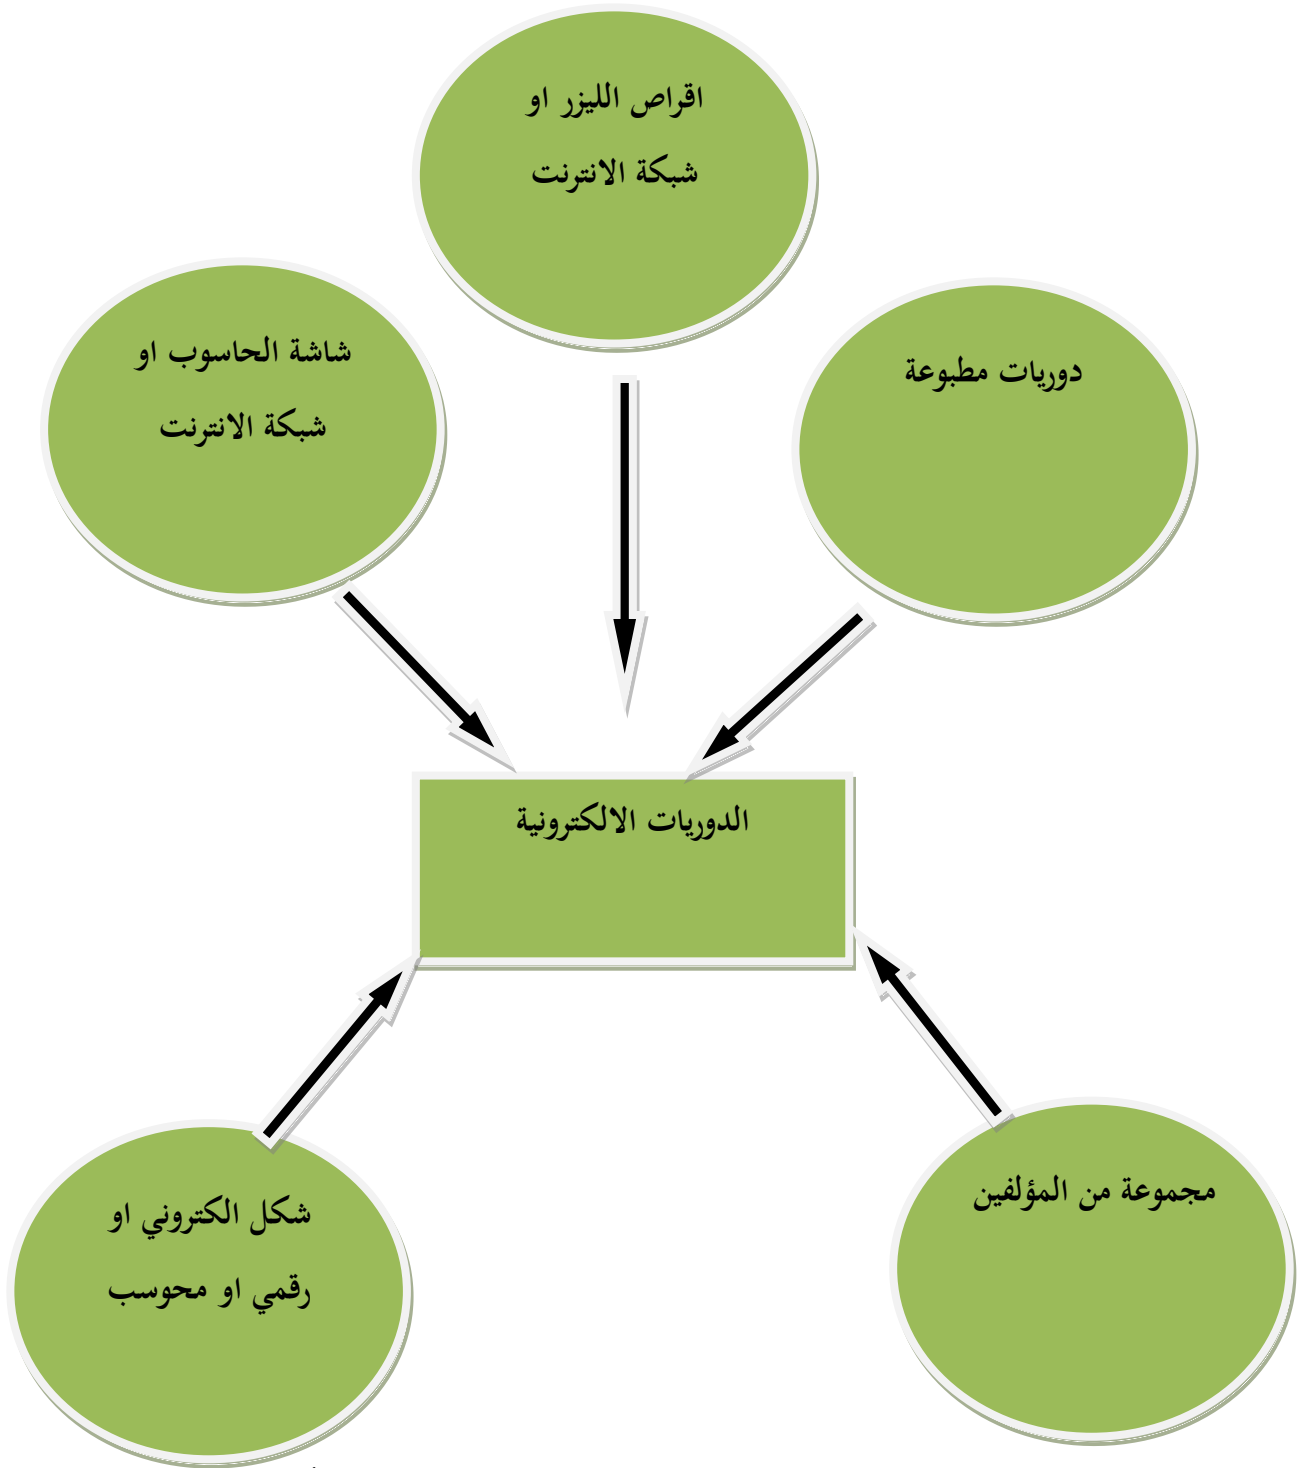 اقراص الليزر او
شبكة الانترنت
دوريات مطبوعة
شاشة الحاسوب او
شبكة الانترنت
الدوريات الالكترونية
مجموعة من المؤلفين
شكل الكتروني او
رقمي او محوسب